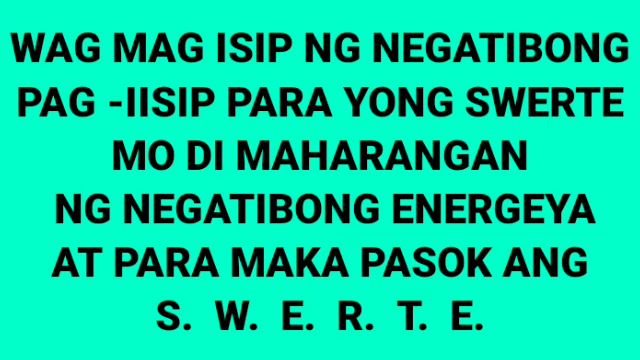 WAG MAG ISIP NG NEGATIBONG
PAG -IISIP PARA YONG SWERTE
MO DI MAHARANGAN
NG NEGATIBONG ENERGEYA
AT PARA MAKA PASOK ANG
S. W. E. R. T. E.